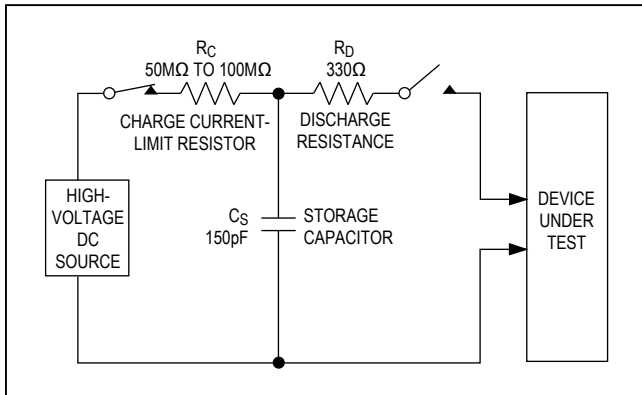 RC
50MΩ TO 100MΩ
CHARGE CURRENT-
LIMIT RESISTOR
RD
330Ω
DISCHARGE
RESISTANCE
HIGH-
VOLTAGE
DC
SOURCE
CS
150pF
STORAGE
CAPACITOR
DEVICE
UNDER
TEST